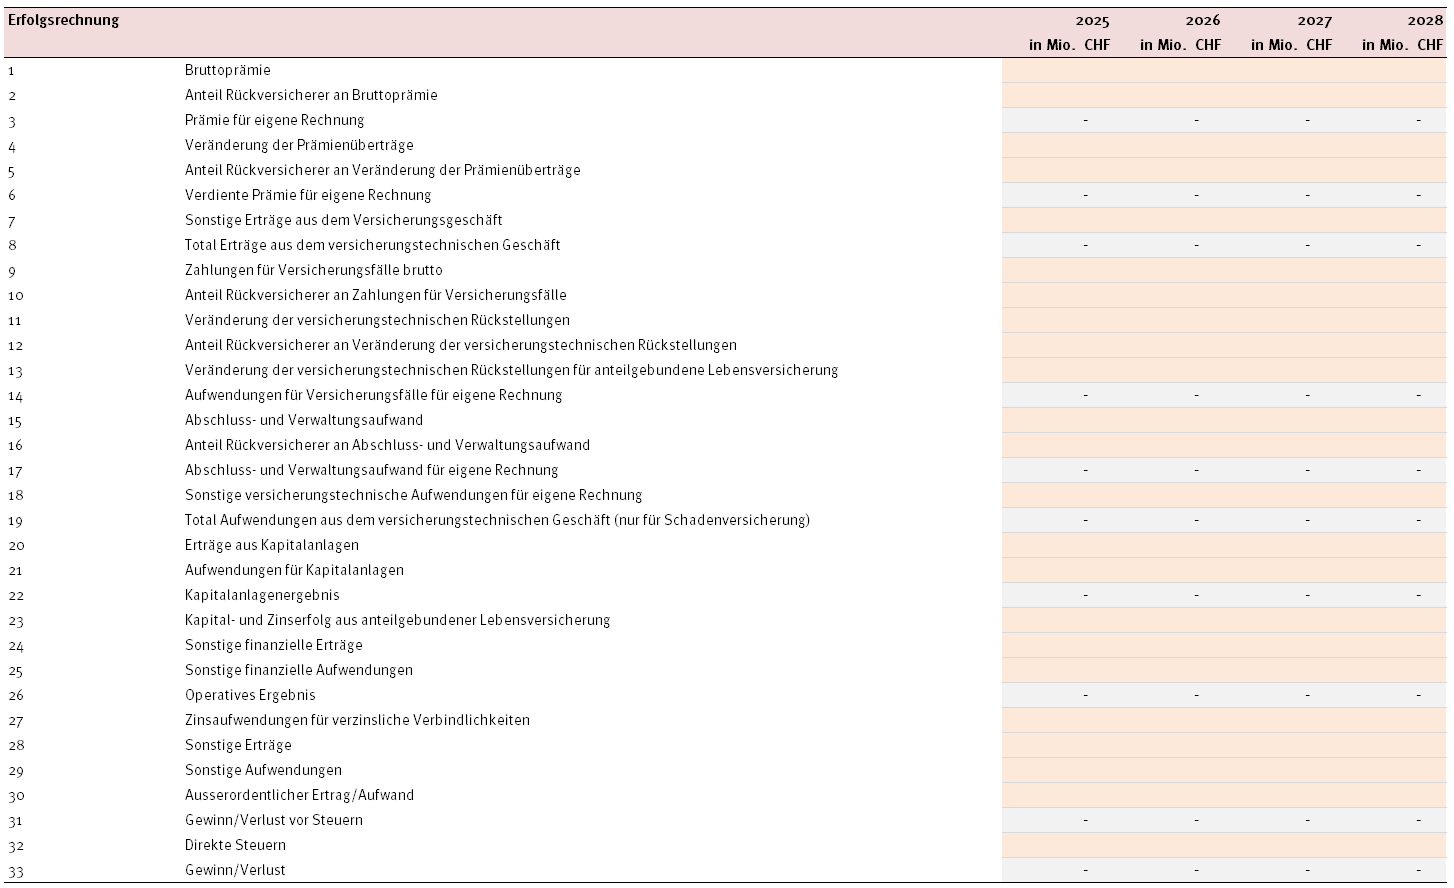 Erfolgsrechnung 2025 2026 2027 2028
in Mio. CHF in Mio. CHF in Mio. CHF in Mio. CHF
1 Bruttoprämie
2 Anteil Rückversicherer an Bruttoprämie
3 Prämie für eigene Rechnung - - - -
4 Veränderung der Prämienüberträge
5 Anteil Rückversicherer an Veränderung der Prämienüberträge
6 Verdiente Prämie für eigene Rechnung - - - -
7 Sonstige Erträge aus dem Versicherungsgeschäft
8 Total Erträge aus dem versicherungstechnischen Geschäft - - - -
9 Zahlungen für Versicherungsfälle brutto
10 Anteil Rückversicherer an Zahlungen für Versicherungsfälle
11 Veränderung der versicherungstechnischen Rückstellungen
12 Anteil Rückversicherer an Veränderung der versicherungstechnischen Rückstellungen
13 Veränderung der versicherungstechnischen Rückstellungen für anteilgebundene Lebensversicherung
14 Aufwendungen für Versicherungsfälle für eigene Rechnung - - - -
15 Abschluss- und Verwaltungsaufwand
16 Anteil Rückversicherer an Abschluss- und Verwaltungsaufwand
17 Abschluss- und Verwaltungsaufwand für eigene Rechnung - - - -
18 Sonstige versicherungstechnische Aufwendungen für eigene Rechnung
19 Total Aufwendungen aus dem versicherungstechnischen Geschäft (nur für Schadenversicherung) - - - -
20 Erträge aus Kapitalanlagen
21 Aufwendungen für Kapitalanlagen
22 Kapitalanlagenergebnis - - - -
23 Kapital- und Zinserfolg aus anteilgebundener Lebensversicherung
24 Sonstige finanzielle Erträge
25 Sonstige finanzielle Aufwendungen
26 Operatives Ergebnis - - - -
27 Zinsaufwendungen für verzinsliche Verbindlichkeiten
28 Sonstige Erträge
29 Sonstige Aufwendungen
30 Ausserordentlicher Ertrag/Aufwand
31 Gewinn/Verlust vor Steuern - - - -
32 Direkte Steuern
33 Gewinn/Verlust - - - -